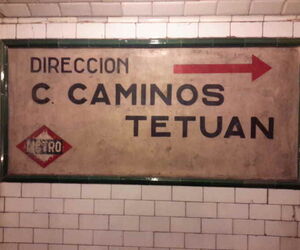 DIRECCION
C. CAMINOS
TETUAN
METRO